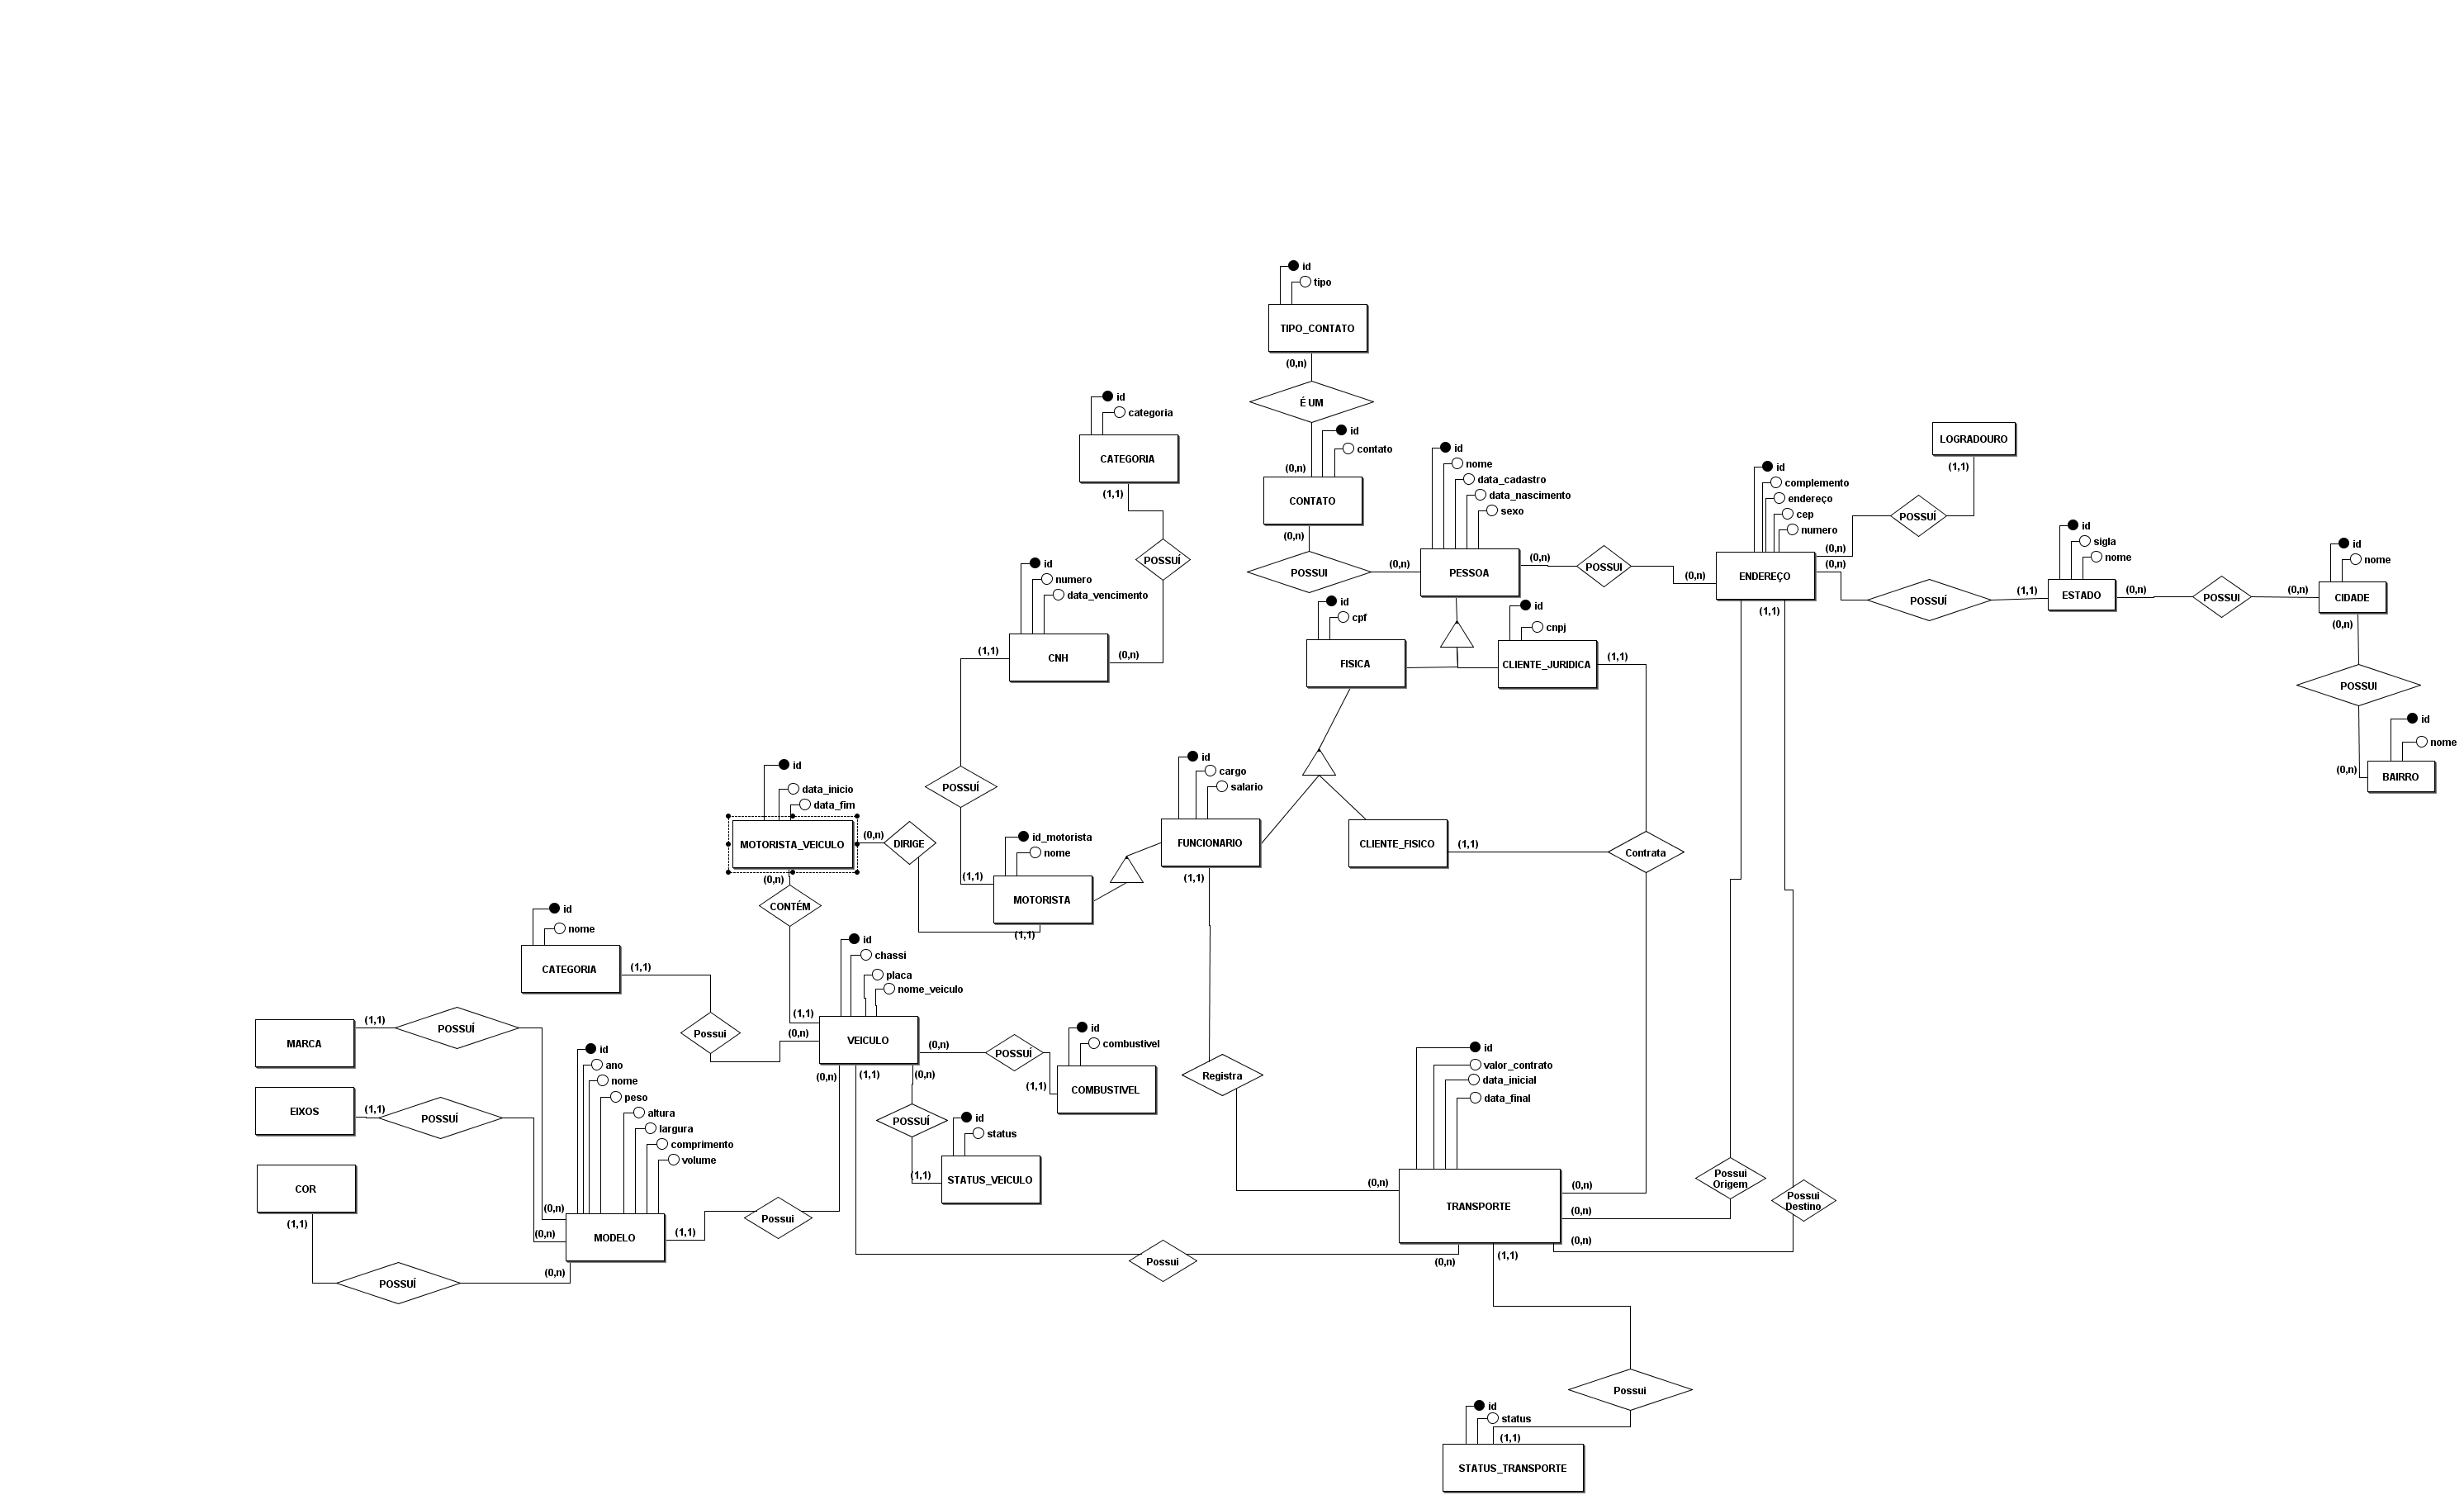 id
tipo
TIPO_CONTATO
(0,n)
É UM
id
categoria
CATEGORIA
(1,1)
POSSUÍ
id
contato
(0,n)
CONTATO
(0,n)
POSSUI
(0,n)
id
nome
data_cadastro
data_nascimento
sexo
PESSOA
(0,n)
POSSUI
(0,n)
id
complemento
endereço
cep
numero
ENDEREÇO
(0,n)
(0,n)
(1,1)
LOGRADOURO
(1,1)
POSSUÍ
POSSUÍ
(1,1)
id
sigla
nome
ESTADO
(0,n)
POSSUI
(0,n)
id
nome
CIDADE
(0,n)
POSSUI
(0,n)
id
nome
BAIRRO
id
numero
data_vencimento
CNH
(1,1)
(0,n)
id
cpf
FISICA
id
cnpj
CLIENTE_JURIDICA
(1,1)
POSSUÍ
id
data_inicio
data_fim
MOTORISTA_VEICULO
(0,n)
DIRIGE
(0,n)
CONTÉM
id_motorista
nome
(1,1)
MOTORISTA
(1,1)
id
cargo
salario
FUNCIONARIO
(1,1)
CLIENTE_FISICO
(1,1)
Contrata
id
nome
CATEGORIA
(1,1)
Possui
id
chassi
placa
nome_veiculo
(1,1)
(0,n)
VEICULO
(0,n)
(0,n)
(1,1)
(0,n)
POSSUÍ
(1,1)
id
combustivel
COMBUSTIVEL
POSSUÍ
(1,1)
id
status
STATUS_VEICULO
MARCA
(1,1)
POSSUÍ
EIXOS
(1,1)
POSSUÍ
COR
(1,1)
POSSUÍ
(0,n)
id
ano
nome
peso
altura
largura
comprimento
volume
(0,n)
(0,n)
MODELO
(1,1)
Possui
Registra
(0,n)
id
valor_contrato
data_inicial
data_final
TRANSPORTE
(0,n)
(0,n)
(0,n)
Possui
Origem
Possui
Destino
Possui
(0,n)
(1,1)
Possui
id
status
(1,1)
STATUS_TRANSPORTE